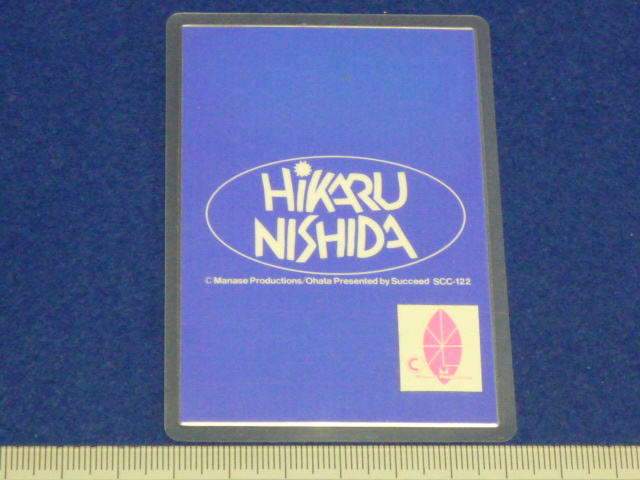 HiKARU
NISHIDA
C Manase Productions/Ohata Presented by Succeed SCC-122
C